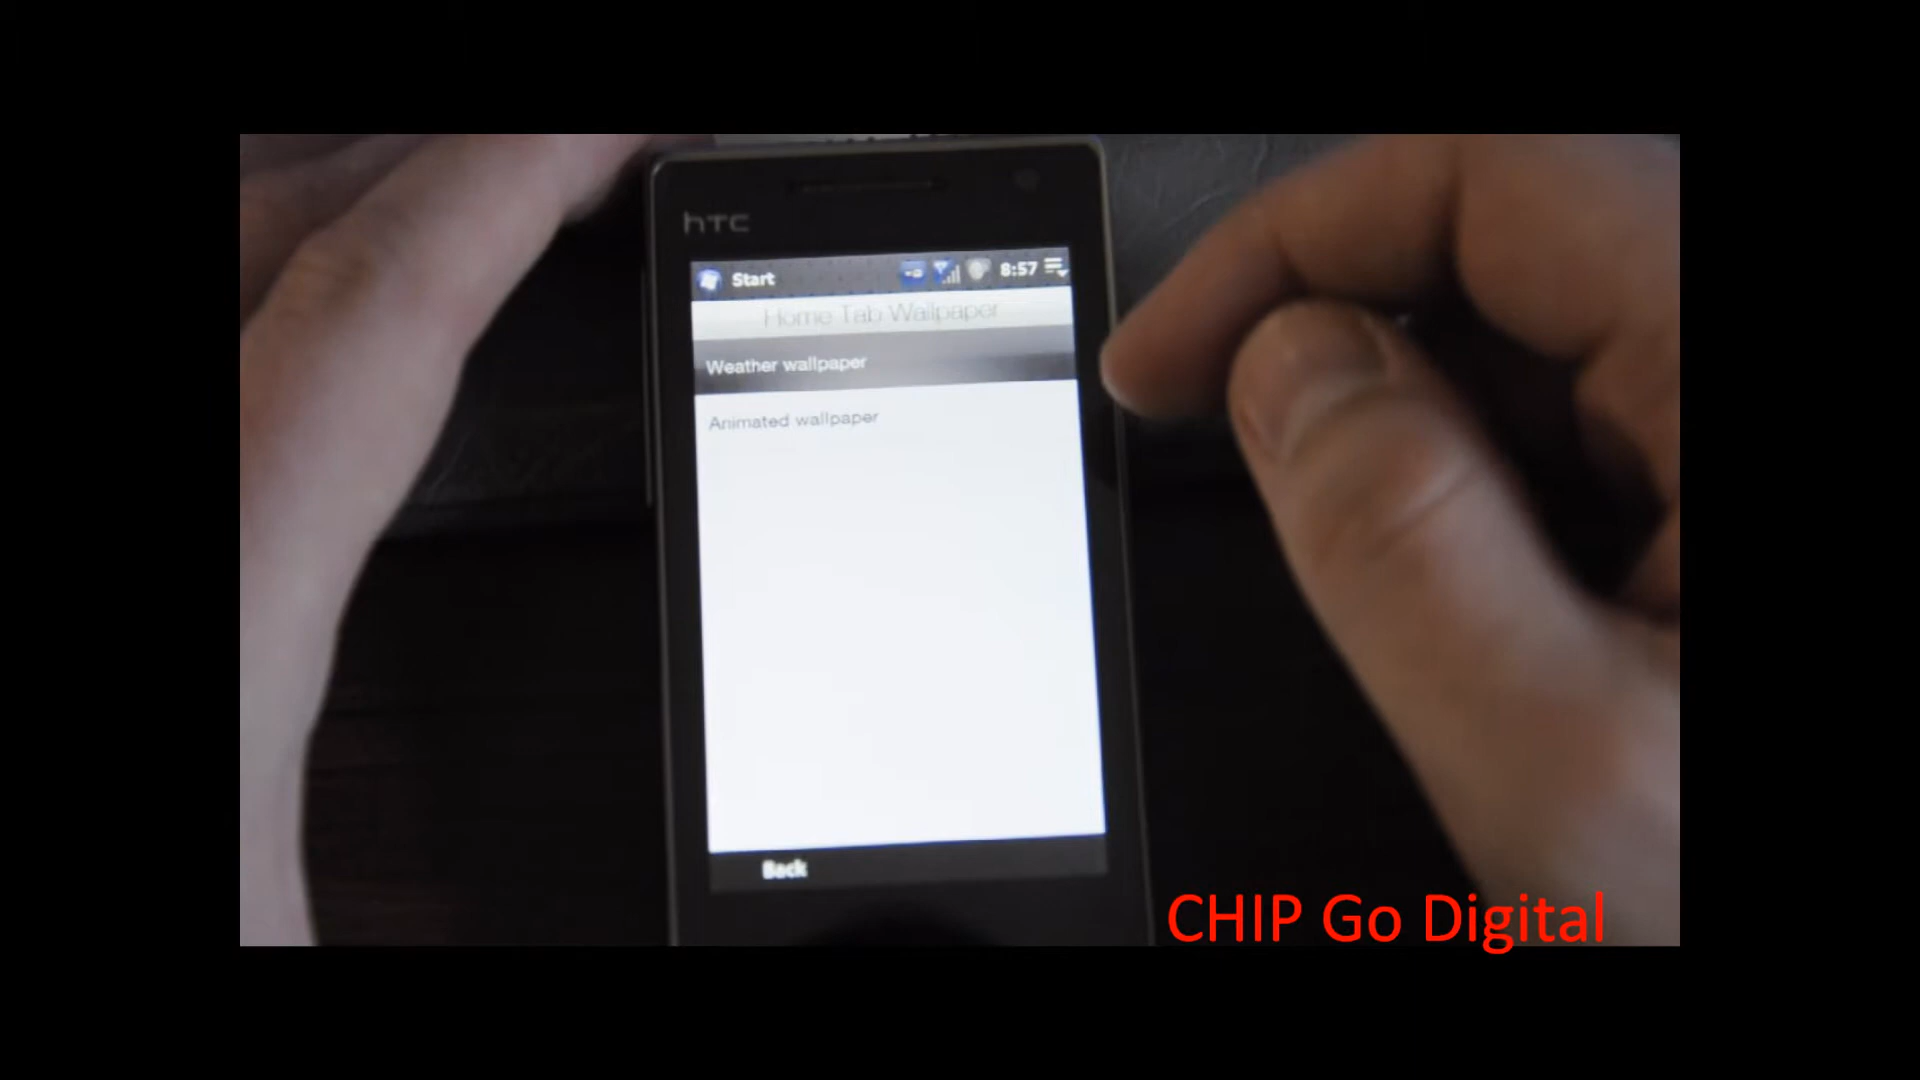 hTC
Start 8:57
Home Tab Wallpaper
Weather wallpaper
Animated wallpaper
Back
CHIP Go Digital